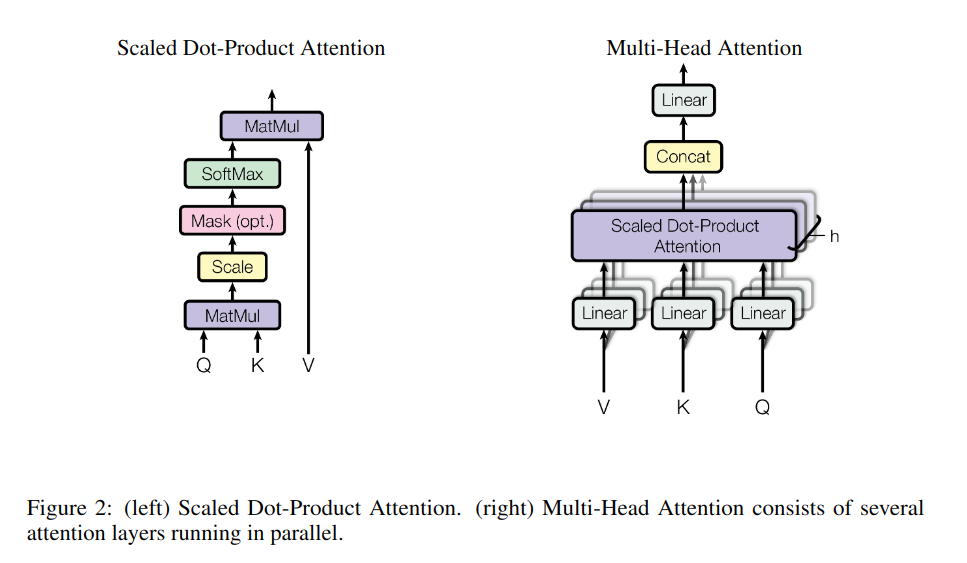 Scaled Dot-Product Attention
MatMul
SoftMax
Mask (opt.)
Scale
MatMul
Q K V
Multi-Head Attention
Linear
Concat
Scaled Dot-Product
Attention
h
Linear Linear Linear
V K Q
Figure 2: (left) Scaled Dot-Product Attention. (right) Multi-Head Attention consists of several
attention layers running in parallel.